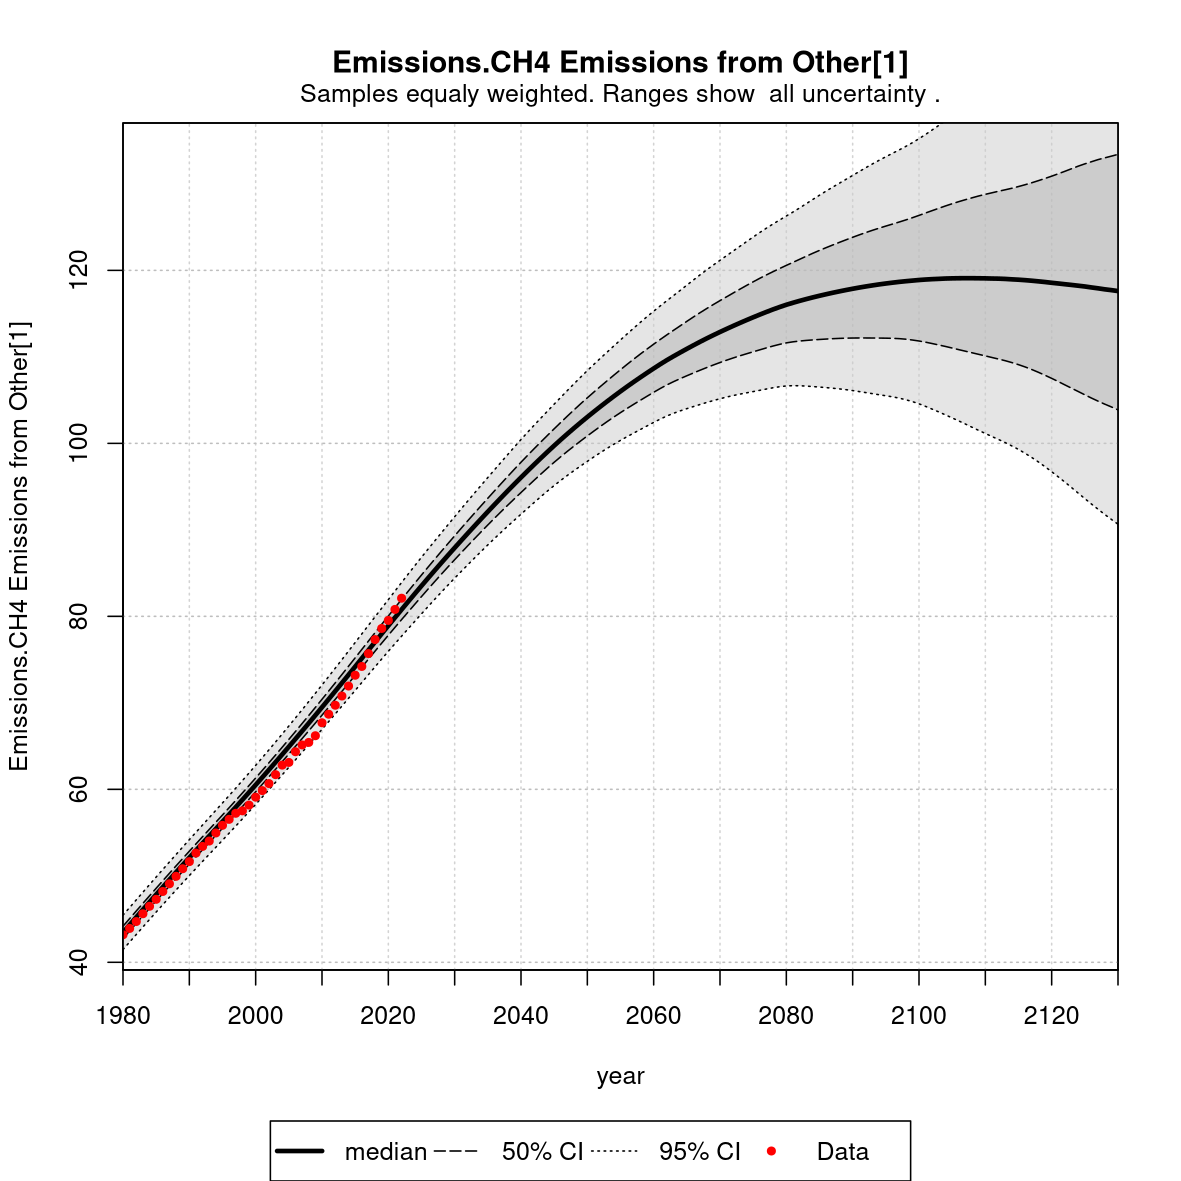 Emissions.CH4 Emissions from Other[1]
Samples equaly weighted. Ranges show  all uncertainty .
Emissions.CH4 Emissions from Other[1]
120
100
80
60
40
1980 2000 2020 2040 2060 2080 2100 2120
year
median 50% CI 95% CI Data